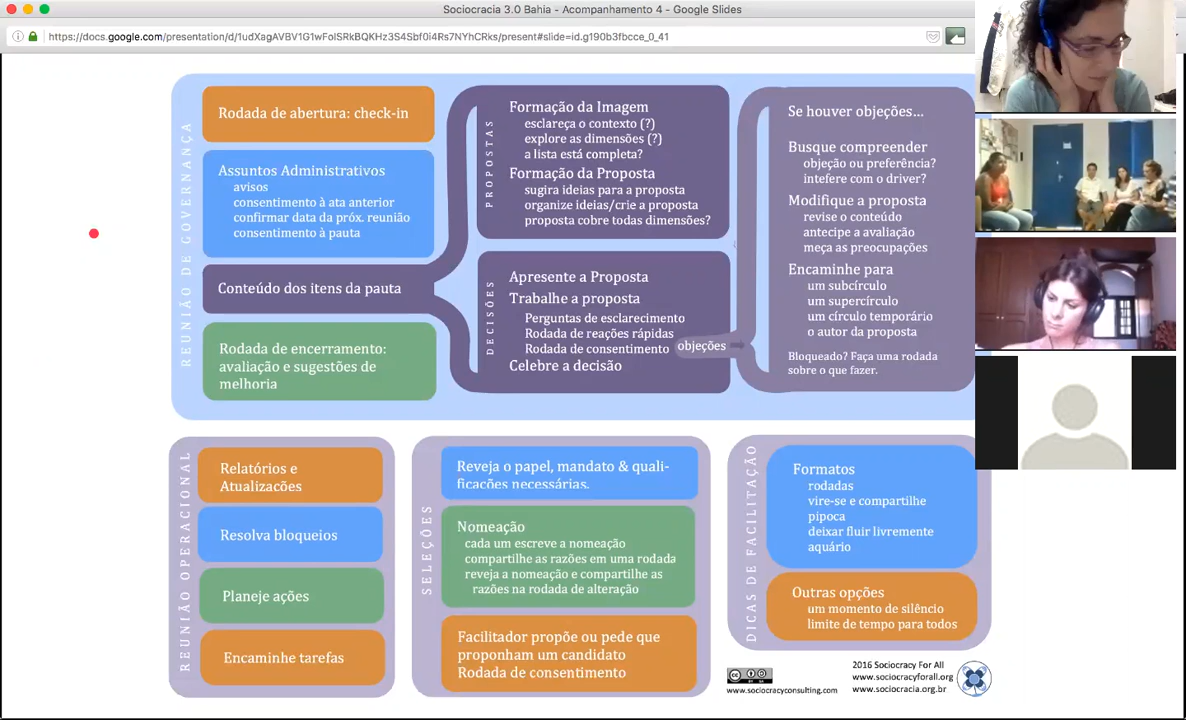 Sociocracia 3.0 Bahia - Acompanhamento 4 - Google Slides
https://docs.google.com/presentation/d/1udXagAVBV1G1wFolSRkBQKHz3S4Sbf0i4Rs7NYhCRks/present#slide=id.g190b3fbcce_0_41
REUNIÃO DE GOVERNANÇA
Rodada de abertura: check-in
Assuntos Administrativos
avisos
consentimento à ata anterior
confirmar data da próx. reunião
consentimento à pauta
Conteúdo dos itens da pauta
Rodada de encerramento:
avaliação e sugestões de
melhoria
PROPOSTAS
Formação da Imagem
esclareça o contexto (?)
explore as dimensões (?)
a lista está completa?
Formação da Proposta
sugira ideias para a proposta
organize ideias/crie a proposta
proposta cobre todas dimensões?
DECISÕES
Apresente a Proposta
Trabalhe a proposta
Perguntas de esclarecimento
Rodada de reações rápidas
Rodada de consentimento
objeções
Celebre a decisão
Se houver objeções...
Busque compreender
objeção ou preferência?
intefere com o driver?
Modifique a proposta
revise o conteúdo
antecipe a avaliação
meça as preocupações
Encaminhe para
um subcírculo
um supercírculo
um círculo temporário
o autor da proposta
Bloqueado? Faça uma rodada
sobre o que fazer.
REUNIÃO OPERACIONAL
Relatórios e
Atualizacões
Resolva bloqueios
Planeje ações
Encaminhe tarefas
SELEÇÕES
Reveja o papel, mandato & quali-
ficações necessárias.
Nomeação
cada um escreve a nomeação
compartilhe as razões em uma rodada
reveja a nomeação e compartilhe as
razões na rodada de alteração
Facilitador propõe ou pede que
proponham um candidato
Rodada de consentimento
DICAS DE FACILITAÇÃO
Formatos
rodadas
vire-se e compartilhe
pipoca
deixar fluir livremente
aquário
Outras opções
um momento de silêncio
limite de tempo para todos
www.sociocracyconsulting.com
2016 Sociocracy For All
www.sociocracyforall.org
www.sociocracia.org.br